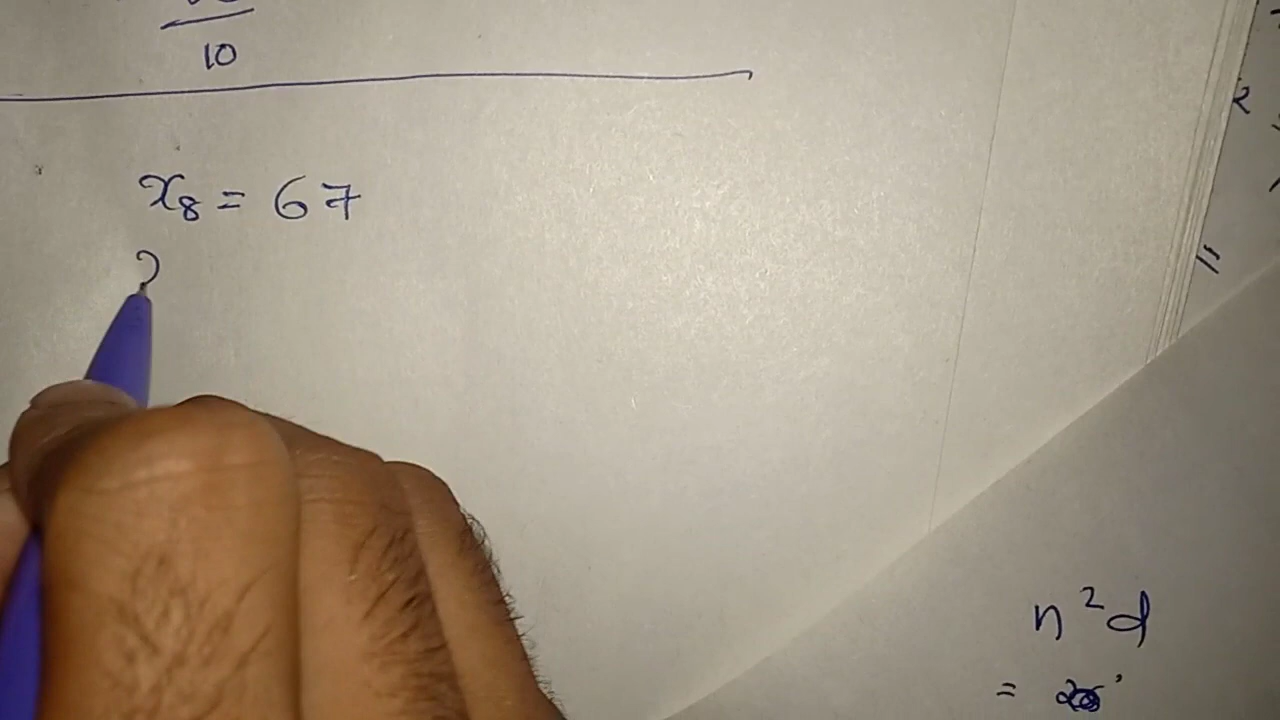 10
x₈ = 67
n²d
=